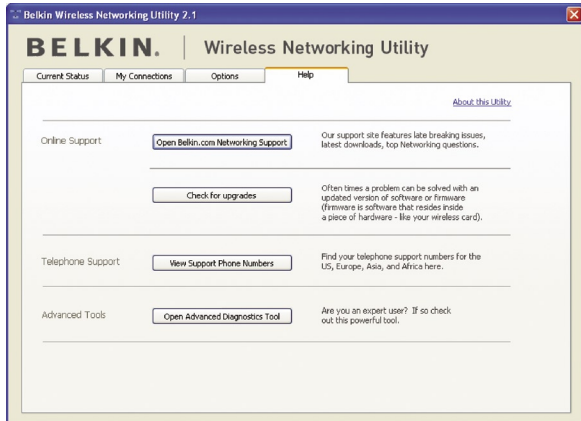 Belkin Wireless Networking Utility 2.1
BELKIN. | Wireless Networking Utility
Current Status My Connections Options Help
About this Utility
Online Support
Open Belkin.com Networking Support
Our support site features late breaking issues,
latest downloads, top Networking questions.
Check for upgrades
Often times a problem can be solved with an
updated version of software or firmware
(firmware is software that resides inside
a piece of hardware - like your wireless card).
Telephone Support
View Support Phone Numbers
Find your telephone support numbers for the
US, Europe, Asia, and Africa here.
Advanced Tools
Open Advanced Diagnostics Tool
Are you an expert user? If so check
out this powerful tool.